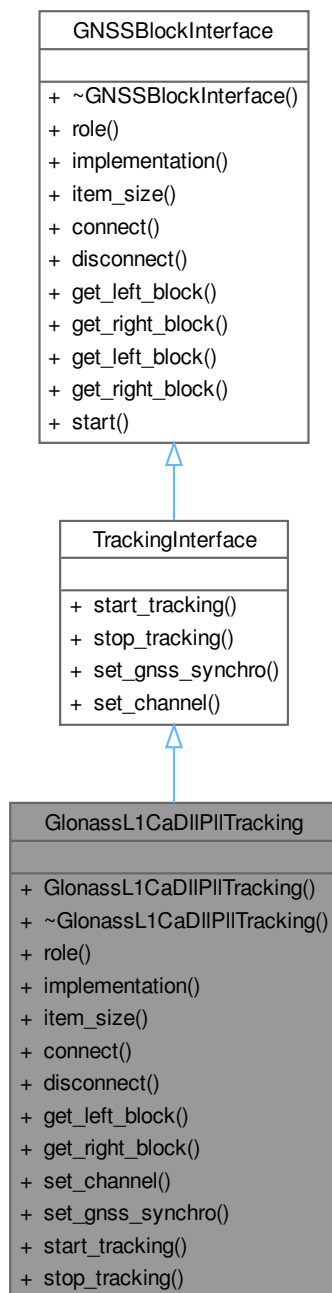 GNSSBlockInterface
+ ~GNSSBlockInterface()
+ role()
+ implementation()
+ item_size()
+ connect()
+ disconnect()
+ get_left_block()
+ get_right_block()
+ get_left_block()
+ get_right_block()
+ start()
TrackingInterface
+ start_tracking()
+ stop_tracking()
+ set_gnss_synchro()
+ set_channel()
GlonassL1CaDllPllTracking
+ GlonassL1CaDllPllTracking()
+ ~GlonassL1CaDllPllTracking()
+ role()
+ implementation()
+ item_size()
+ connect()
+ disconnect()
+ get_left_block()
+ get_right_block()
+ set_channel()
+ set_gnss_synchro()
+ start_tracking()
+ stop_tracking()